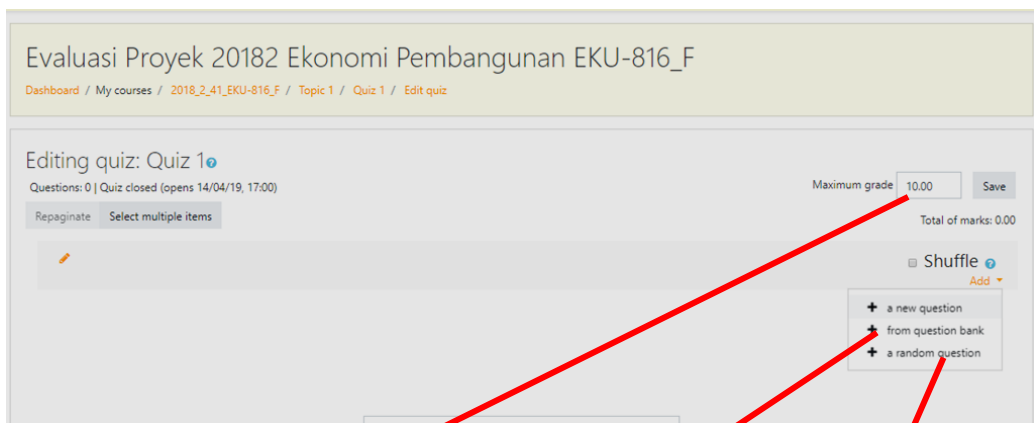 Evaluasi Proyek 20182 Ekonomi Pembangunan EKU-816_F
Dashboard / My courses / 2018_2_41_EKU-816_F / Topic 1 / Quiz 1 / Edit quiz
Editing quiz: Quiz 1
Questions: 0 | Quiz closed (opens 14/04/19, 17:00)
Maximum grade 10.00 Save
Repaginate Select multiple items
Total of marks: 0.00
Shuffle
Add
a new question
from question bank
a random question